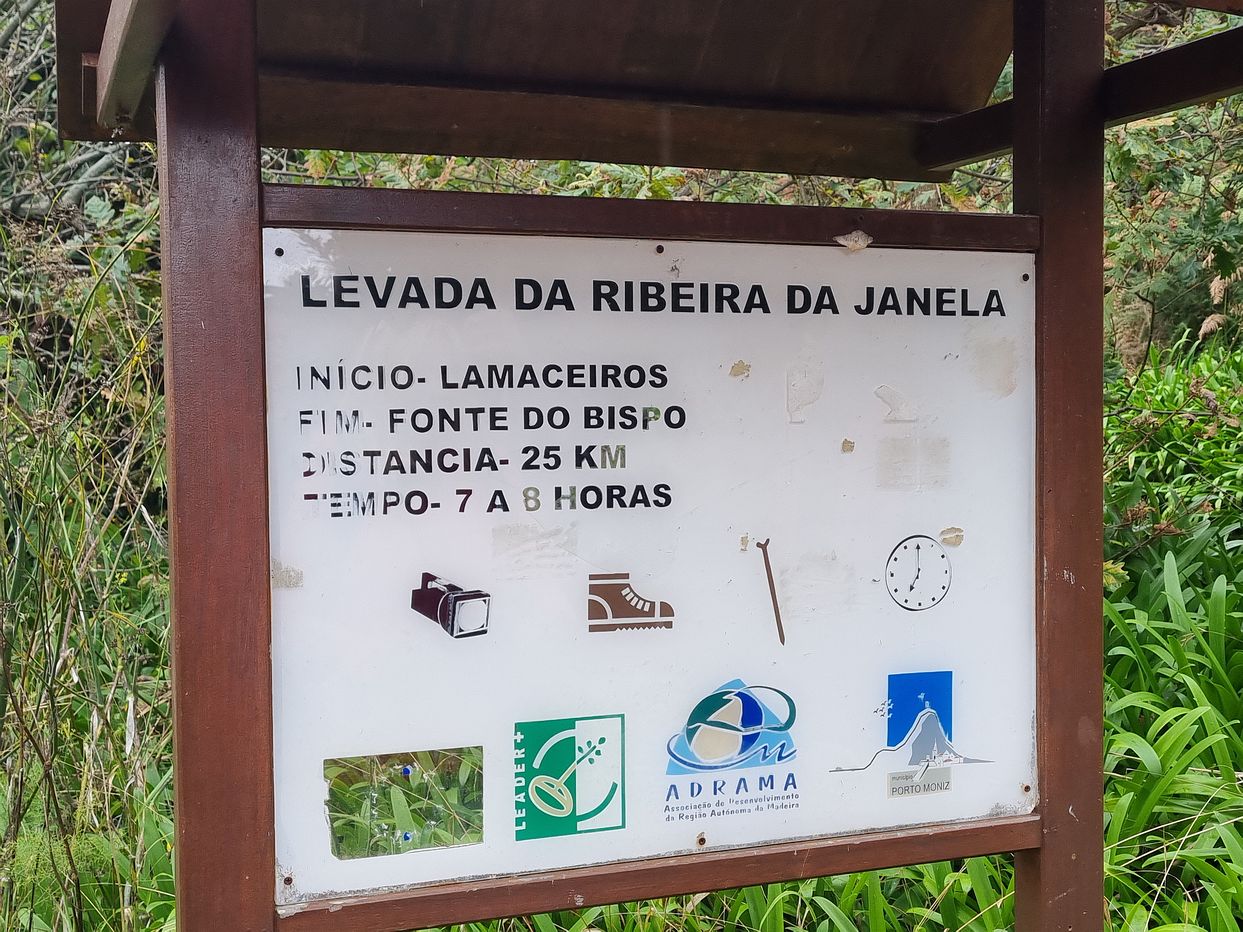 LEVADA DA RIBEIRA DA JANELA
INÍCIO- LAMACEIROS
FIM- FONTE DO BISPO
DISTANCIA- 25 KM
TEMPO- 7 A 8 HORAS
LEADER+
ADRAMA
Associação de Desenvolvimento
da Região Autónoma da Madeira
município
PORTO MONIZ